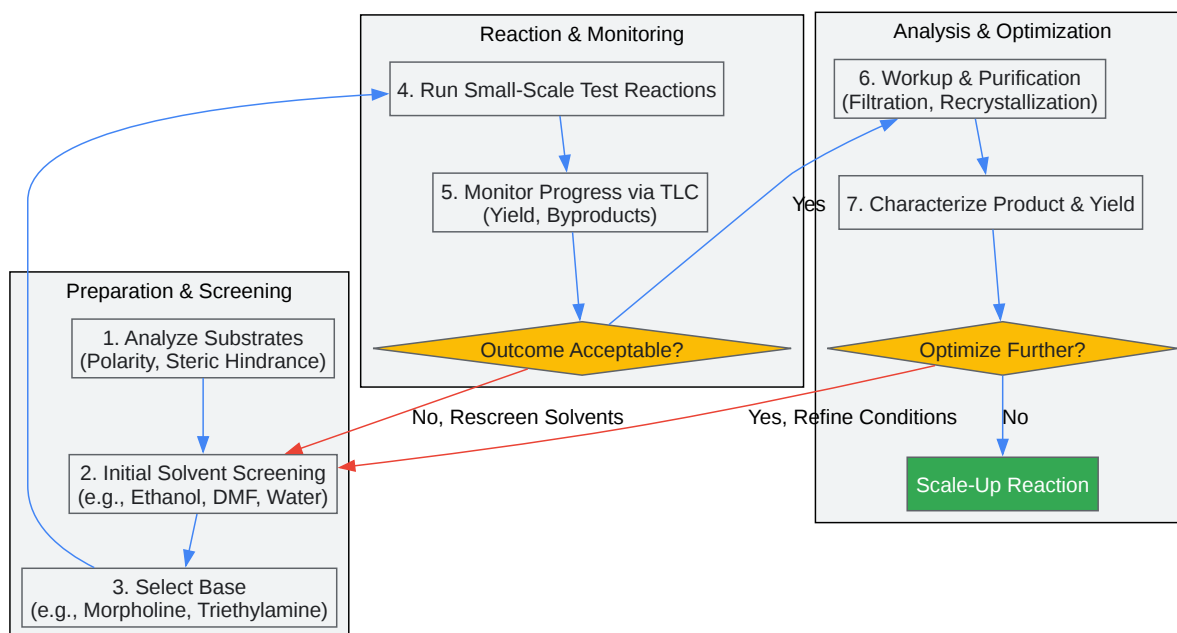 Preparation & Screening
1. Analyze Substrates
(Polarity, Steric Hindrance)
2. Initial Solvent Screening
(e.g., Ethanol, DMF, Water)
3. Select Base
(e.g., Morpholine, Triethylamine)
Reaction & Monitoring
4. Run Small-Scale Test Reactions
5. Monitor Progress via TLC
(Yield, Byproducts)
Outcome Acceptable?
No, Rescreen Solvents
Yes
Analysis & Optimization
6. Workup & Purification
(Filtration, Recrystallization)
7. Characterize Product & Yield
Optimize Further?
Yes, Refine Conditions
No
Scale-Up Reaction